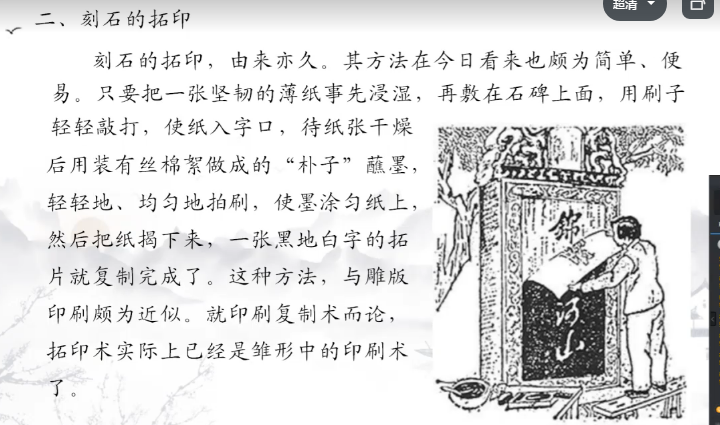 超清
二、刻石的拓印
刻石的拓印，由来亦久。其方法在今日看来也颇为简单、便
易。只要把一张坚韧的薄纸事先浸湿，再敷在石碑上面，用刷子
轻轻敲打，使纸入字口，待纸张干燥
后用装有丝棉絮做成的“朴子”蘸墨，
轻轻地、均匀地拍刷，使墨涂匀纸上，
然后把纸揭下来，一张黑地白字的拓
片就复制完成了。这种方法，与雕版
印刷颇为近似。就印刷复制术而论，
拓印术实际上已经是雏形中的印刷术
了。
錦
河
山